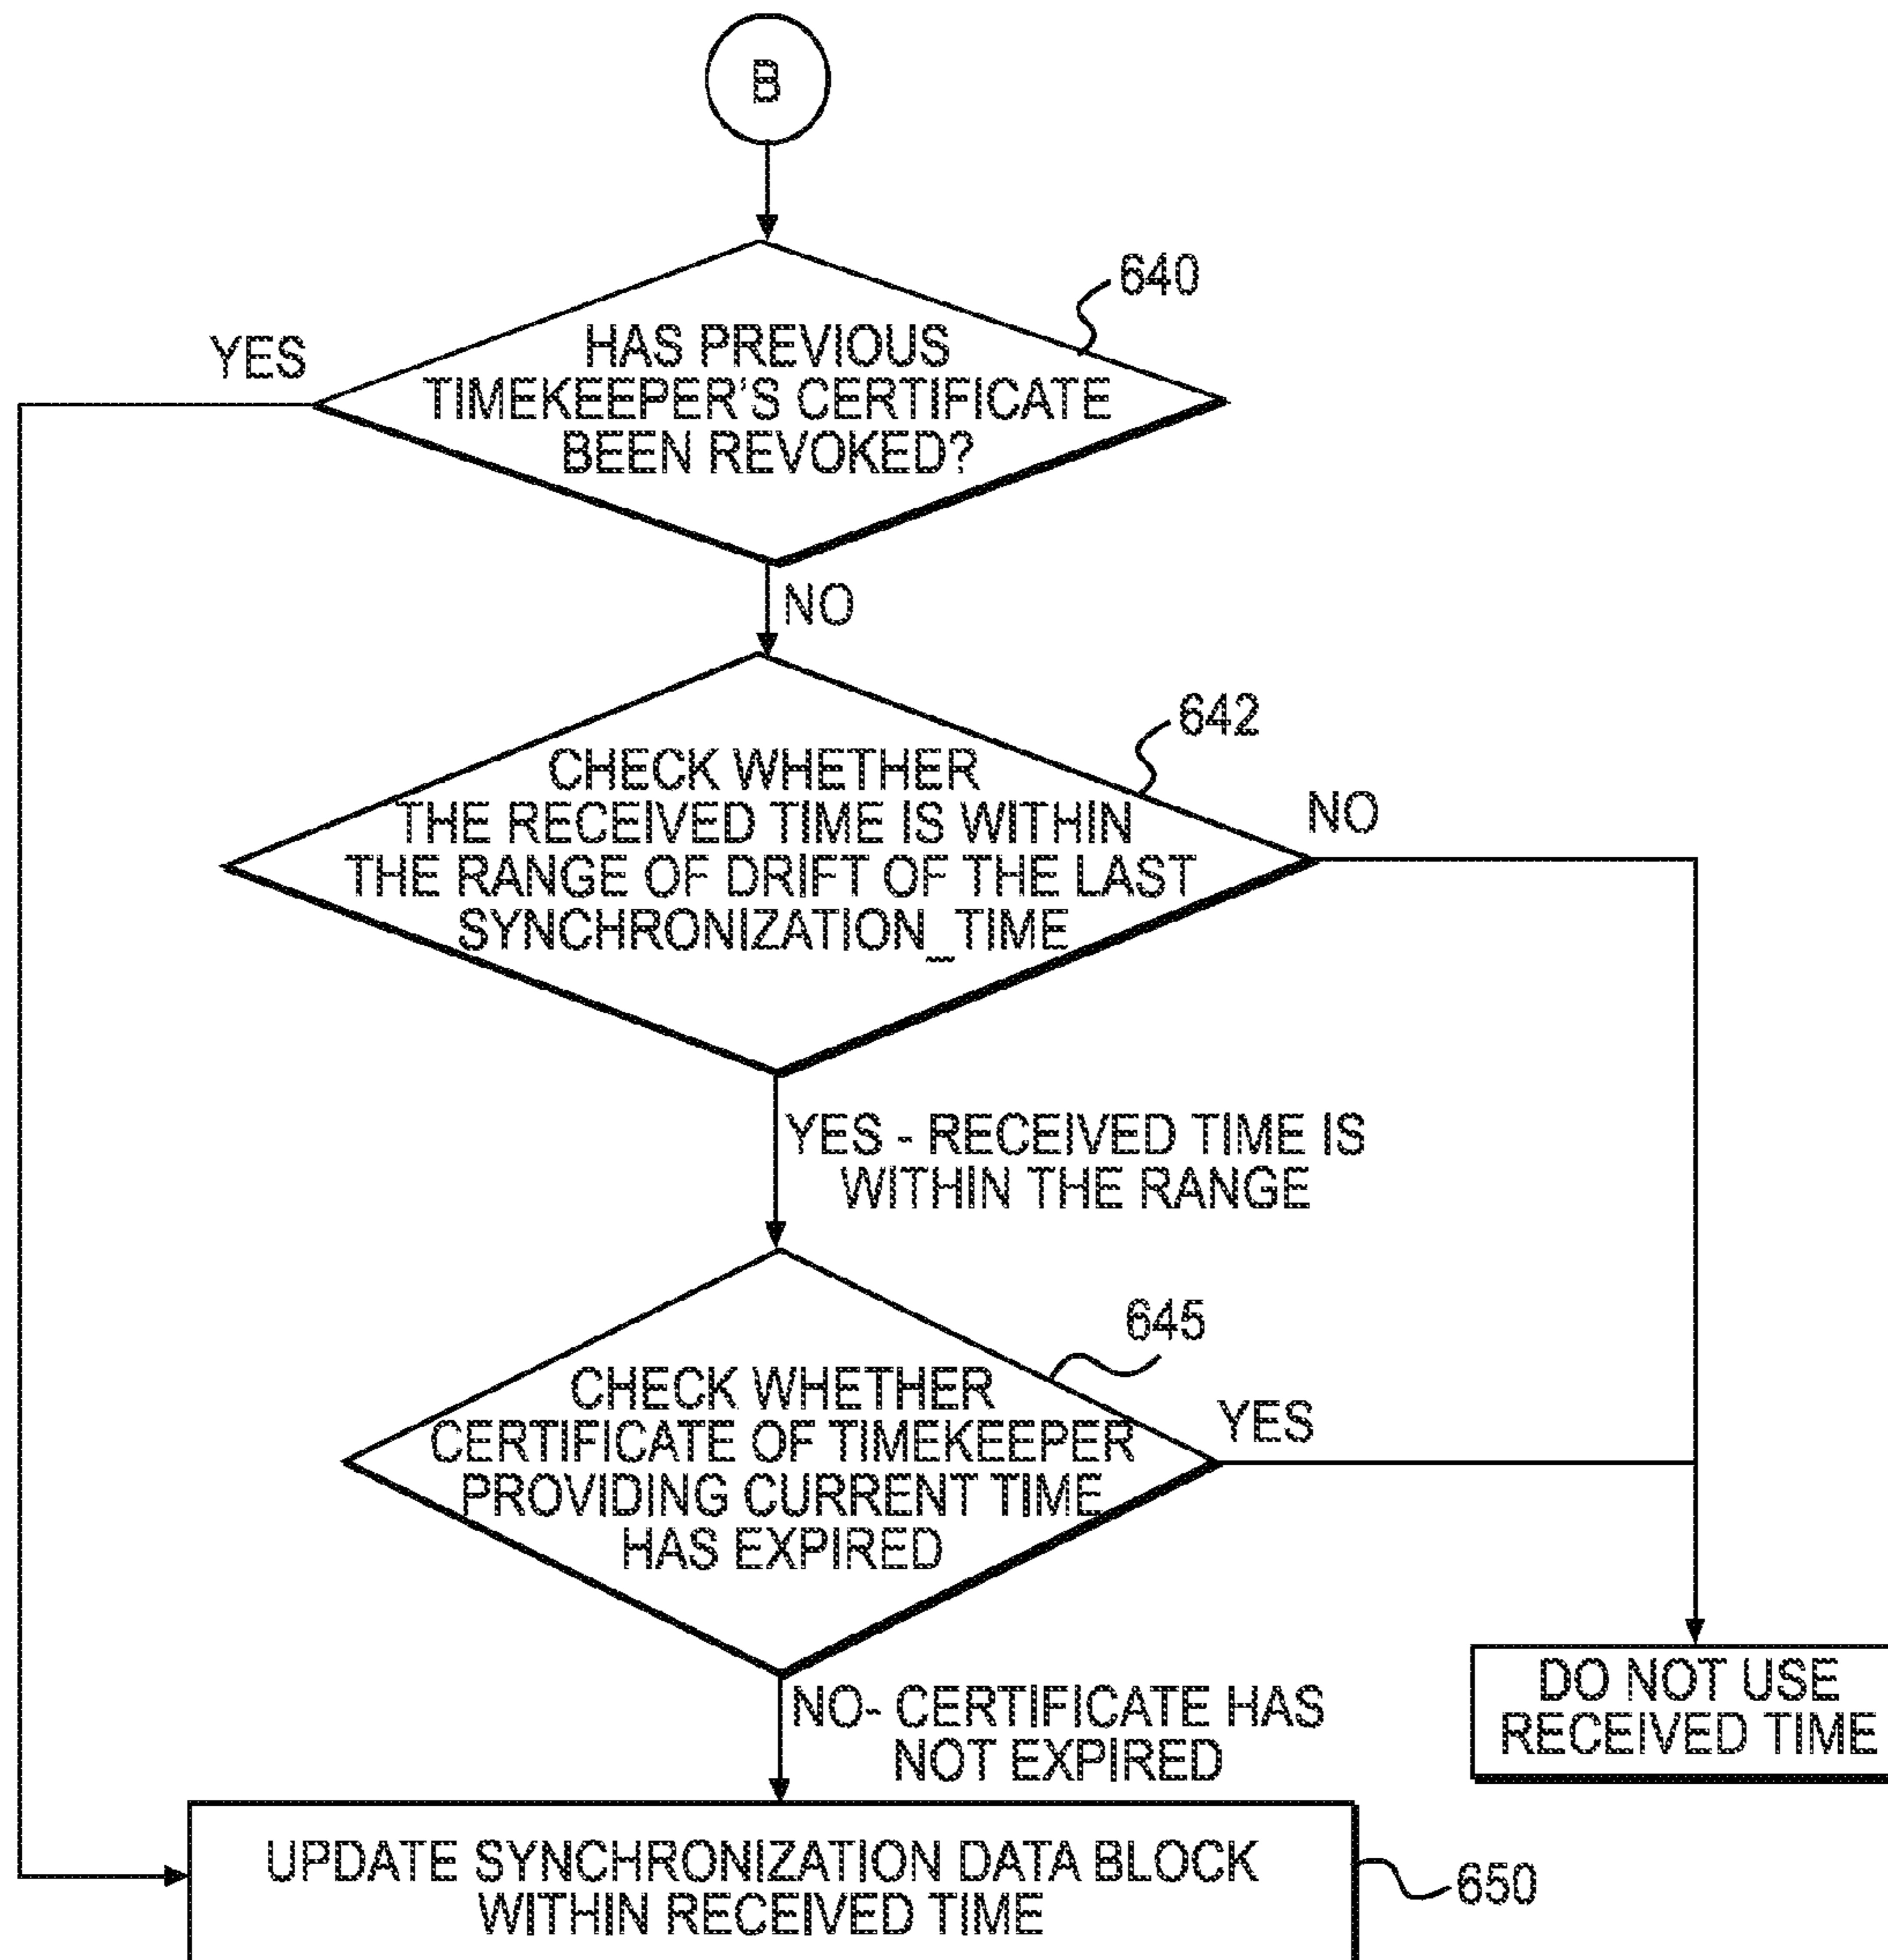 B
640
YES
HAS PREVIOUS
TIMEKEEPER'S CERTIFICATE
BEEN REVOKED?
NO
642
CHECK WHETHER
THE RECEIVED TIME IS WITHIN
THE RANGE OF DRIFT OF THE LAST
SYNCHRONIZATION_TIME
NO
YES - RECEIVED TIME IS
WITHIN THE RANGE
645
CHECK WHETHER
CERTIFICATE OF TIMEKEEPER
PROVIDING CURRENT TIME
HAS EXPIRED
YES
DO NOT USE
RECEIVED TIME
NO- CERTIFICATE HAS
NOT EXPIRED
UPDATE SYNCHRONIZATION DATA BLOCK
WITHIN RECEIVED TIME
650